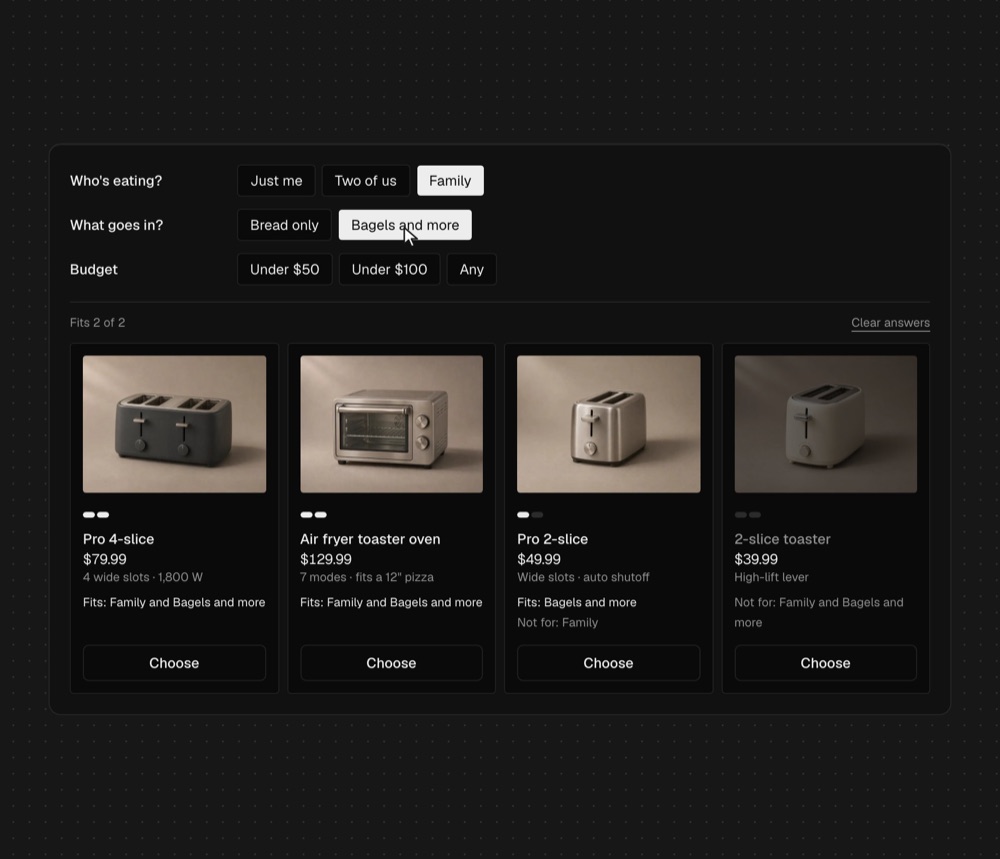 Who's eating?
Just me
Two of us
Family
What goes in?
Bread only
Bagels and more
Budget
Under $50
Under $100
Any
Fits 2 of 2
Clear answers
Pro 4-slice
$79.99
4 wide slots · 1,800 W
Fits: Family and Bagels and more
Choose
Air fryer toaster oven
$129.99
7 modes · fits a 12" pizza
Fits: Family and Bagels and more
Choose
Pro 2-slice
$49.99
Wide slots · auto shutoff
Fits: Bagels and more
Not for: Family
Choose
2-slice toaster
$39.99
High-lift lever
Not for: Family and Bagels and
more
Choose